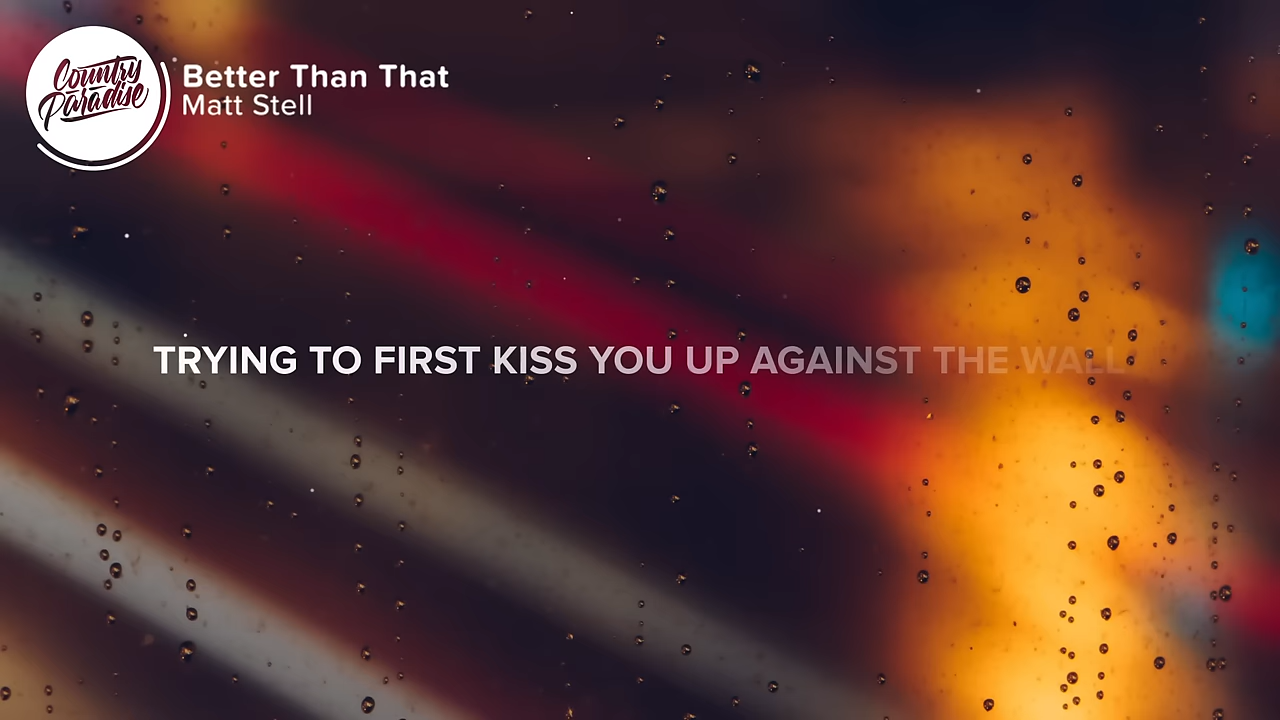 Country
Paradise
Better Than That
Matt Stell
TRYING TO FIRST KISS YOU UP AGAINST THE WALL